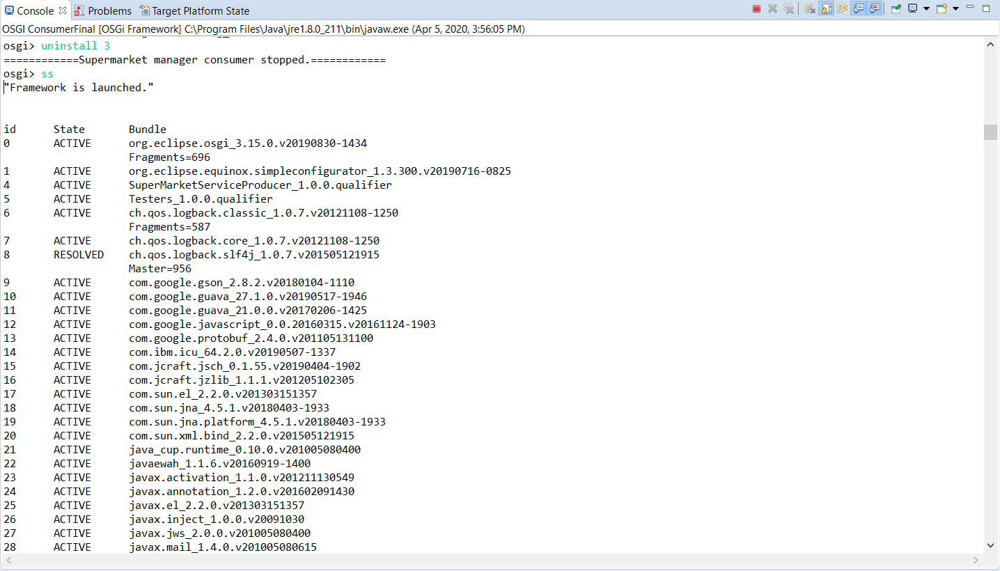 Console Problems Target Platform State
OSGI ConsumerFinal [OSGi Framework] C:\Program Files\Java\jre1.8.0_211\bin\javaw.exe (Apr 5, 2020, 3:56:05 PM)
osgi> uninstall 3
============Supermarket manager consumer stopped.============
osgi> ss
"Framework is launched."
id State Bundle
0 ACTIVE org.eclipse.osgi_3.15.0.v20190830-1434
Fragments=696
1 ACTIVE org.eclipse.equinox.simpleconfigurator_1.3.300.v20190716-0825
4 ACTIVE SuperMarketServiceProducer_1.0.0.qualifier
5 ACTIVE Testers_1.0.0.qualifier
6 ACTIVE ch.qos.logback.classic_1.0.7.v20121108-1250
Fragments=587
7 ACTIVE ch.qos.logback.core_1.0.7.v20121108-1250
8 RESOLVED ch.qos.logback.slf4j_1.0.7.v201505121915
Master=956
9 ACTIVE com.google.gson_2.8.2.v20180104-1110
10 ACTIVE com.google.guava_27.1.0.v20190517-1946
11 ACTIVE com.google.guava_21.0.0.v20170206-1425
12 ACTIVE com.google.javascript_0.0.20160315.v20161124-1903
13 ACTIVE com.google.protobuf_2.4.0.v201105131100
14 ACTIVE com.ibm.icu_64.2.0.v20190507-1337
15 ACTIVE com.jcraft.jsch_0.1.55.v20190404-1902
16 ACTIVE com.jcraft.jzlib_1.1.1.v201205102305
17 ACTIVE com.sun.el_2.2.0.v201303151357
18 ACTIVE com.sun.jna_4.5.1.v20180403-1933
19 ACTIVE com.sun.jna.platform_4.5.1.v20180403-1933
20 ACTIVE com.sun.xml.bind_2.2.0.v201505121915
21 ACTIVE java_cup.runtime_0.10.0.v201005080400
22 ACTIVE javaewah_1.1.6.v20160919-1400
23 ACTIVE javax.activation_1.1.0.v201211130549
24 ACTIVE javax.annotation_1.2.0.v201602091430
25 ACTIVE javax.el_2.2.0.v201303151357
26 ACTIVE javax.inject_1.0.0.v20091030
27 ACTIVE javax.jws_2.0.0.v201005080400
28 ACTIVE javax.mail_1.4.0.v201005080615